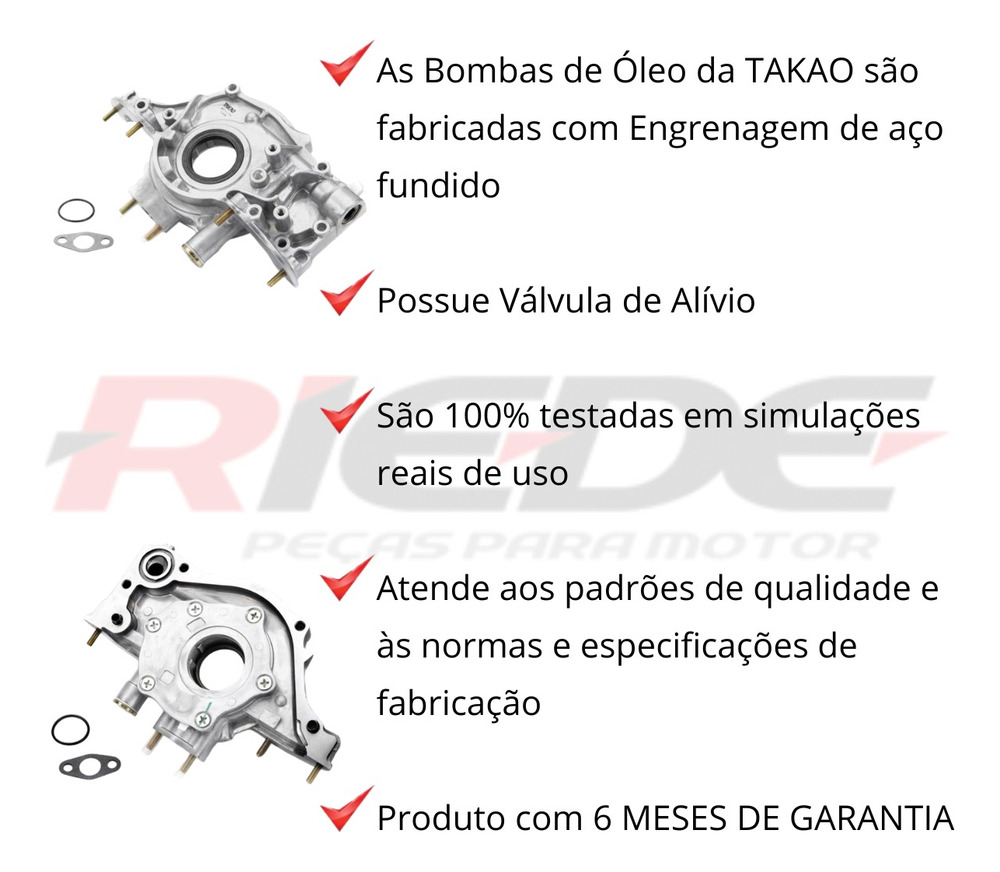 As Bombas de Óleo da TAKAO são
fabricadas com Engrenagem de aço
fundido
Possue Válvula de Alívio
RIEDE
São 100% testadas em simulações
reais de uso
PEÇAS PARA MOTOR
Atende aos padrões de qualidade e
às normas e especificações de
fabricação
Produto com 6 MESES DE GARANTIA